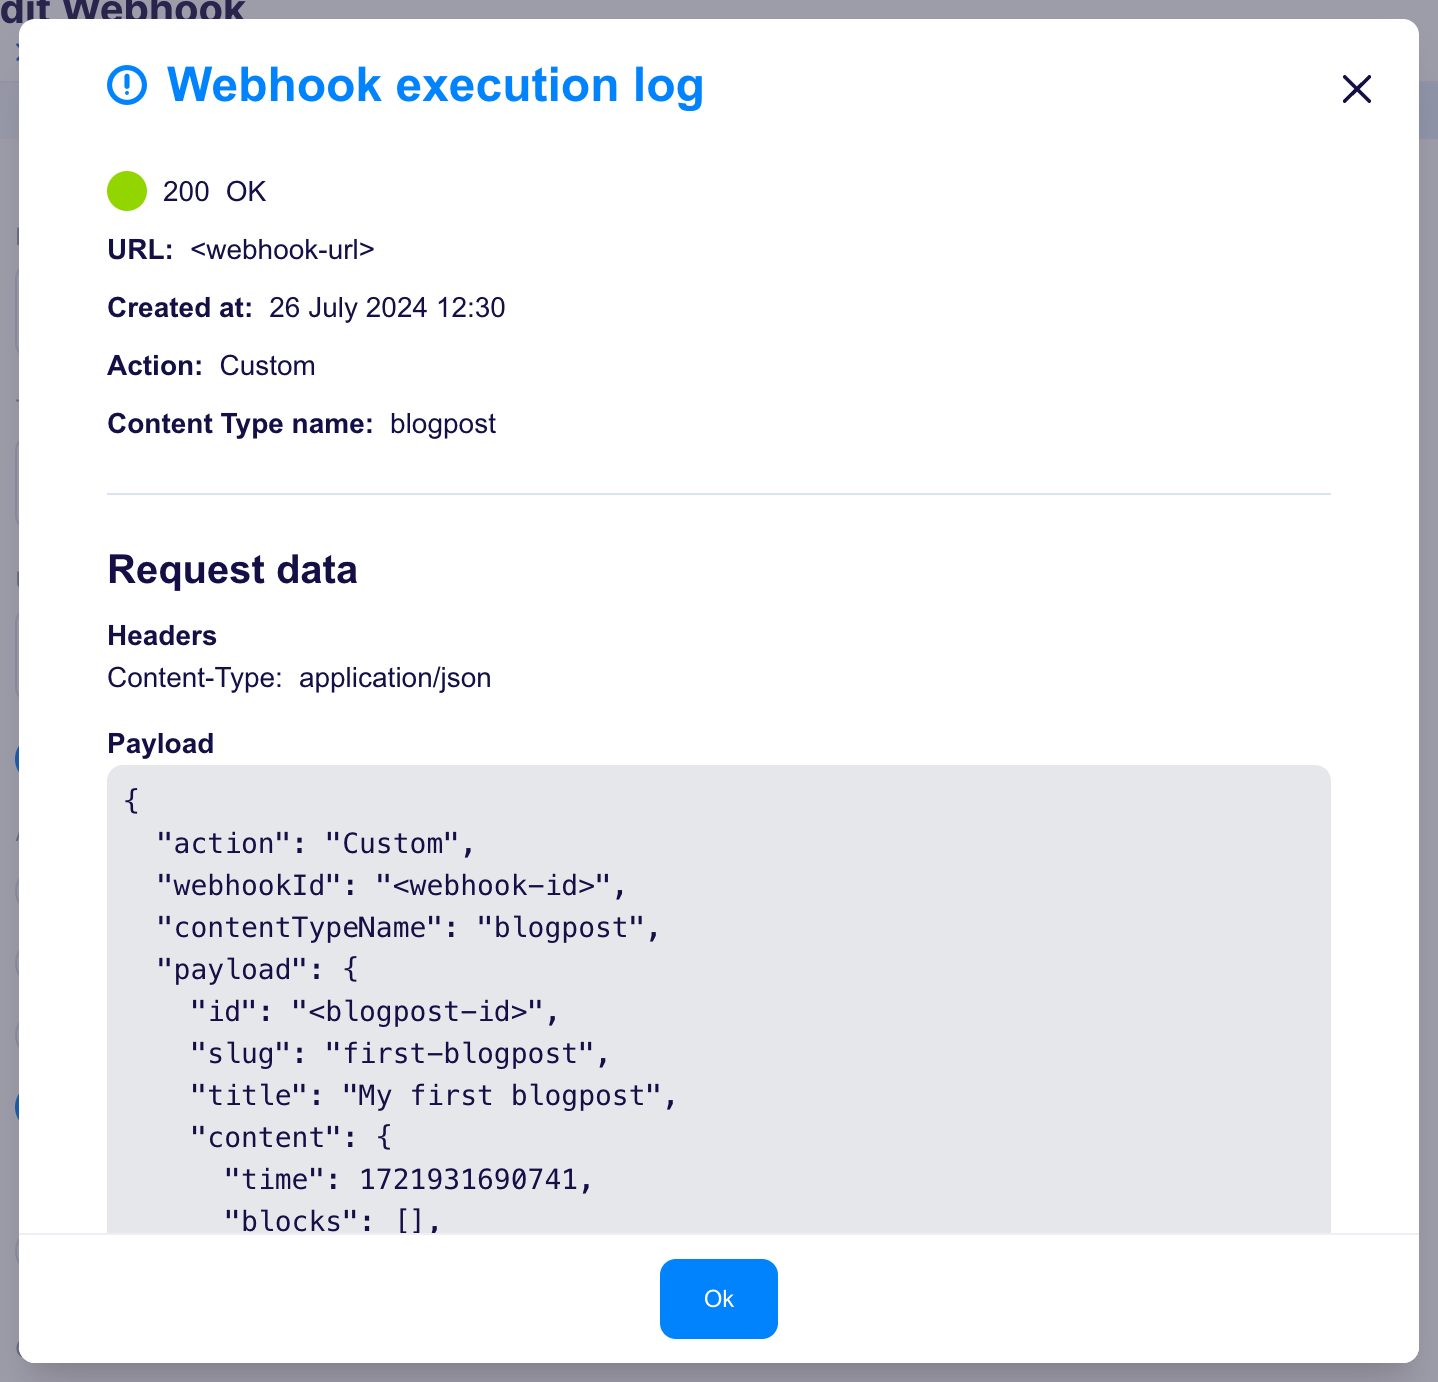 dit Webhook
Webhook execution log
200 OK
URL: <webhook-url>
Created at: 26 July 2024 12:30
Action: Custom
Content Type name: blogpost
Request data
Headers
Content-Type: application/json
Payload
{
  "action": "Custom",
  "webhookId": "<webhook-id>",
  "contentTypeName": "blogpost",
  "payload": {
    "id": "<blogpost-id>",
    "slug": "first-blogpost",
    "title": "My first blogpost",
    "content": {
      "time": 1721931690741,
      "blocks": [],
Ok